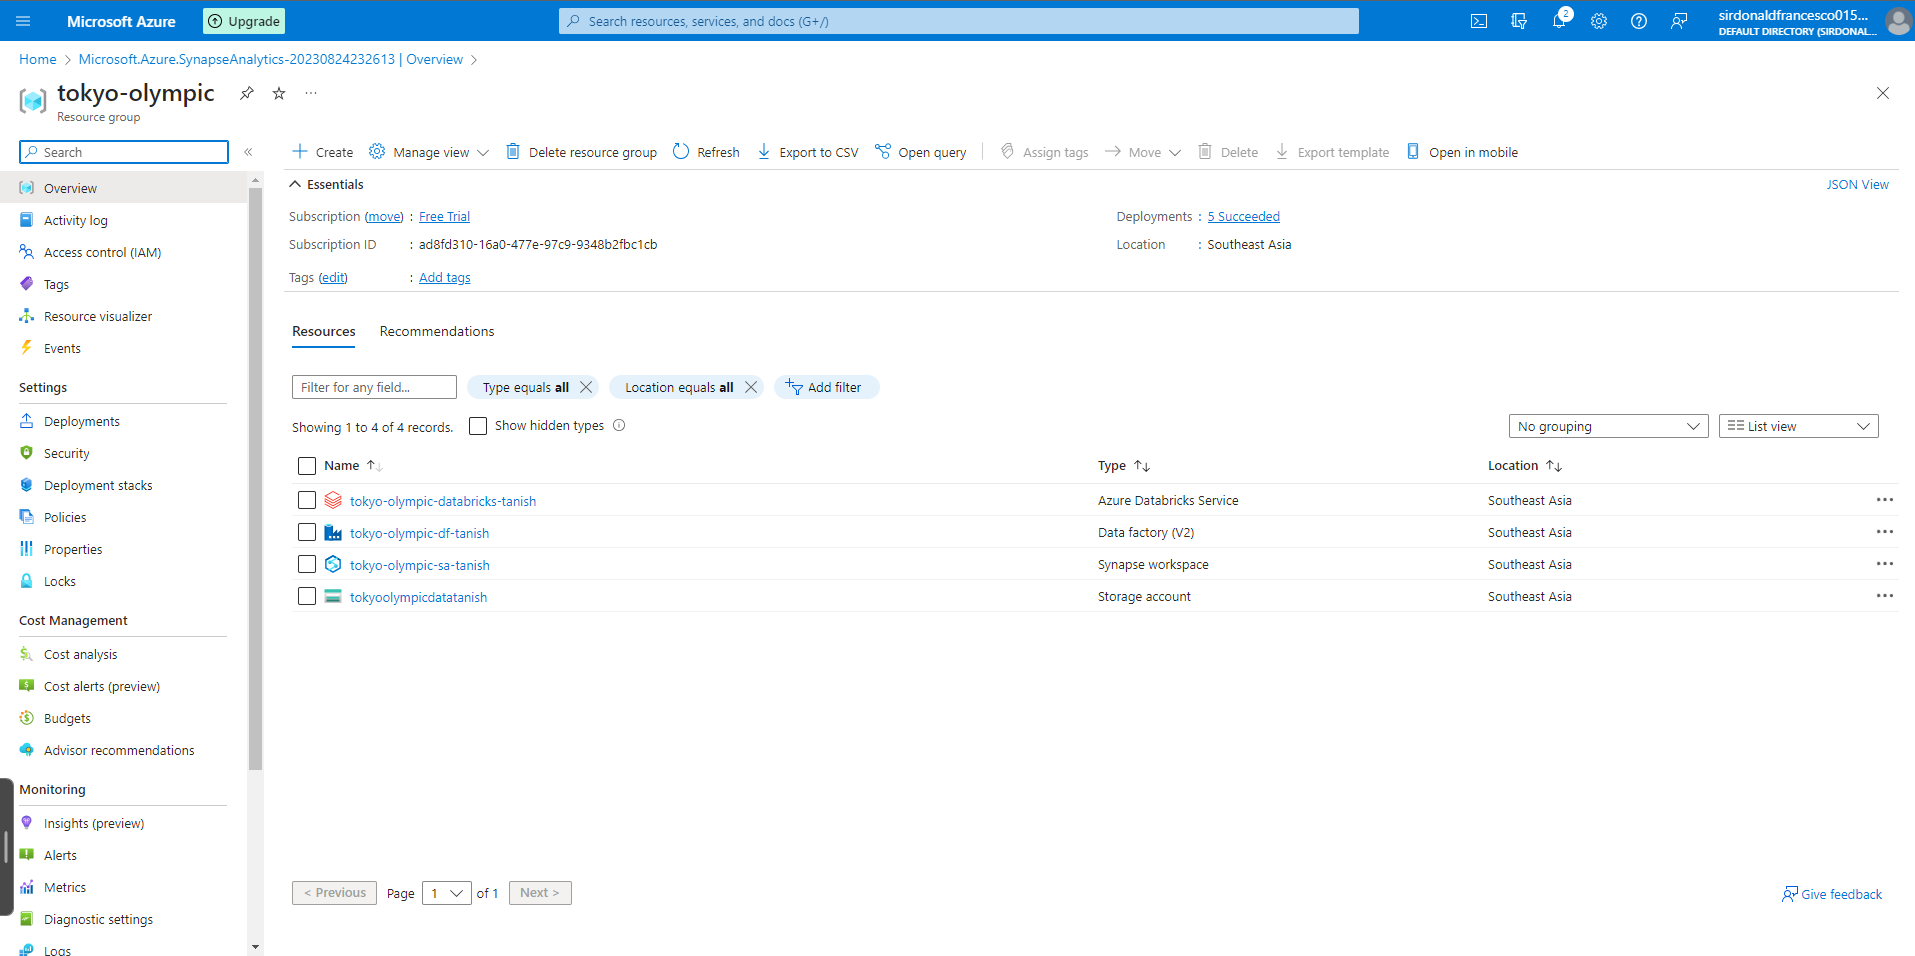 Microsoft Azure
Upgrade
Search resources, services, and docs (G+/)
2
sirdonaldfrancesco015...
DEFAULT DIRECTORY (SIRDONAL...
Home > Microsoft.Azure.SynapseAnalytics-20230824232613 | Overview >
tokyo-olympic ...
Resource group
Search
Create Manage view Delete resource group Refresh Export to CSV Open query Assign tags Move Delete Export template Open in mobile
Overview
Activity log
Access control (IAM)
Tags
Resource visualizer
Events
Settings
Deployments
Security
Deployment stacks
Policies
Properties
Locks
Cost Management
Cost analysis
Cost alerts (preview)
Budgets
Advisor recommendations
Monitoring
Insights (preview)
Alerts
Metrics
Diagnostic settings
Logs
Essentials
JSON View
Subscription (move) : Free Trial
Subscription ID : ad8fd310-16a0-477e-97c9-9348b2fbc1cb
Tags (edit) : Add tags
Deployments : 5 Succeeded
Location : Southeast Asia
Resources Recommendations
Filter for any field... Type equals all Location equals all Add filter
Showing 1 to 4 of 4 records. Show hidden types
No grouping List view
Name Type Location
tokyo-olympic-databricks-tanish Azure Databricks Service Southeast Asia
tokyo-olympic-df-tanish Data factory (V2) Southeast Asia
tokyo-olympic-sa-tanish Synapse workspace Southeast Asia
tokyoolympicdatatanish Storage account Southeast Asia
< Previous Page 1 of 1 Next >
Give feedback